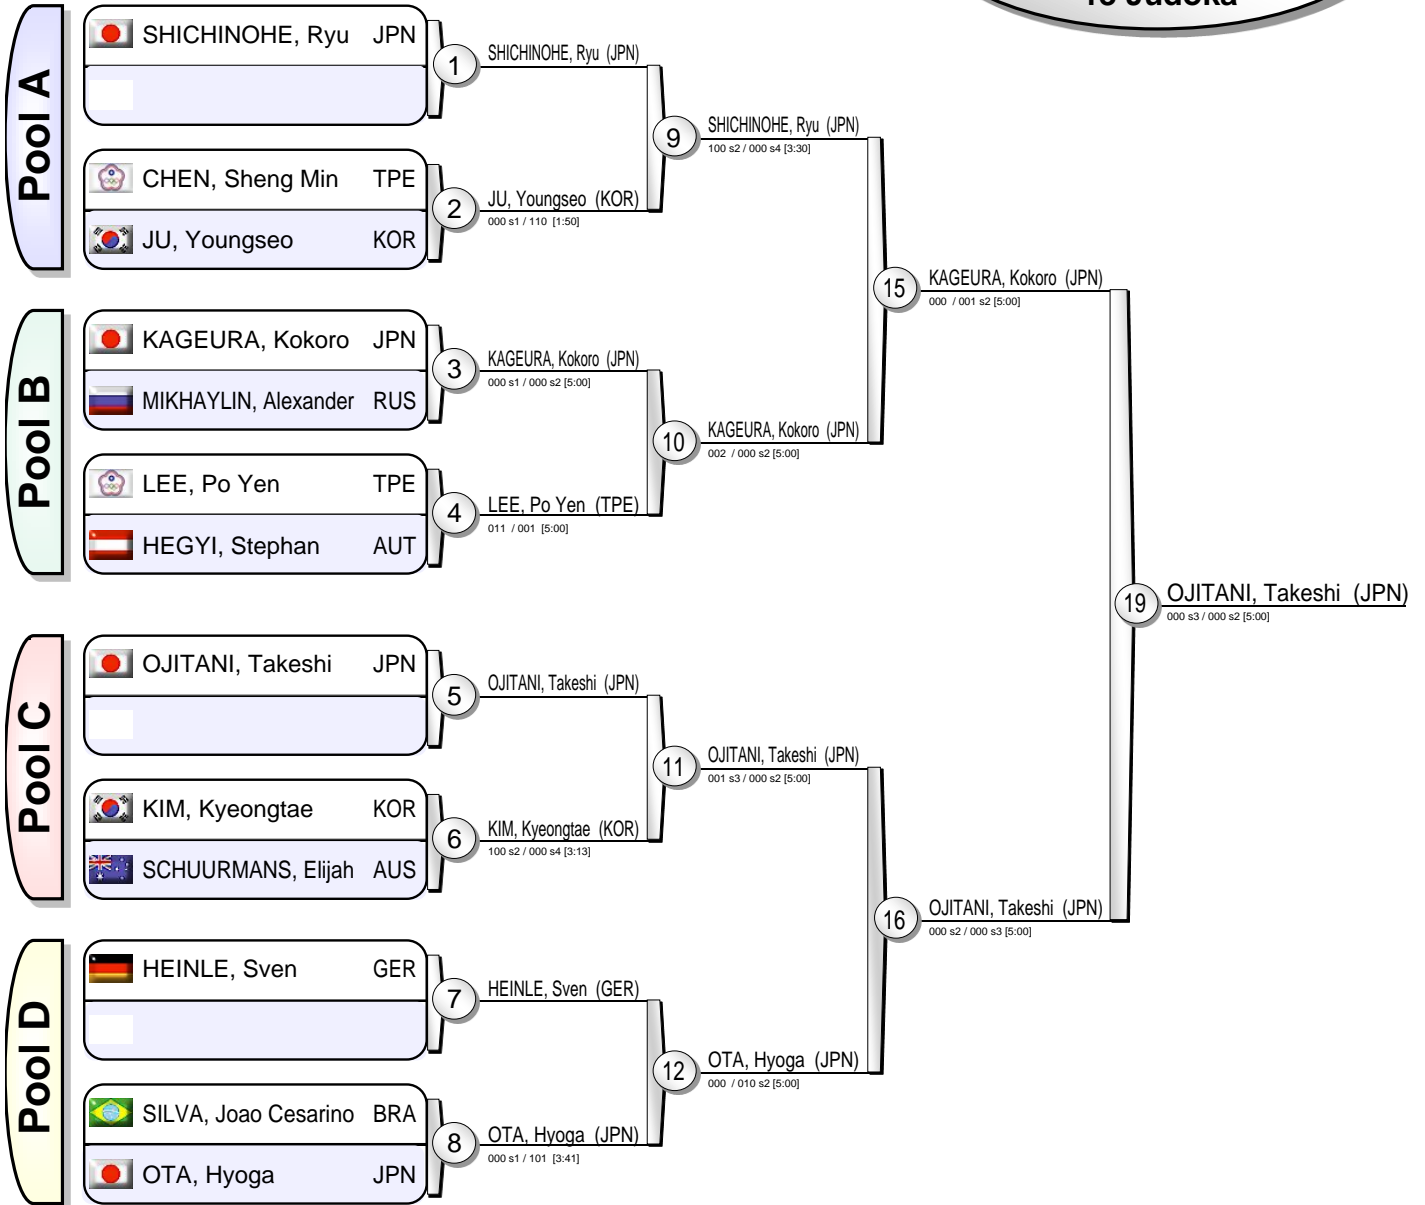 Judoka
Pool A
SHICHINOHE, Ryu JPN
1
SHICHINOHE, Ryu (JPN)
CHEN, Sheng Min TPE
JU, Youngseo KOR
2
JU, Youngseo (KOR)
000 s1 / 110 [1:50]
9
SHICHINOHE, Ryu (JPN)
100 s2 / 000 s4 [3:30]
Pool B
KAGEURA, Kokoro JPN
MIKHAYLIN, Alexander RUS
3
KAGEURA, Kokoro (JPN)
000 s1 / 000 s2 [5:00]
LEE, Po Yen TPE
HEGYI, Stephan AUT
4
LEE, Po Yen (TPE)
011 / 001 [5:00]
10
KAGEURA, Kokoro (JPN)
002 / 000 s2 [5:00]
15
KAGEURA, Kokoro (JPN)
000 / 001 s2 [5:00]
Pool C
OJITANI, Takeshi JPN
5
OJITANI, Takeshi (JPN)
KIM, Kyeongtae KOR
SCHUURMANS, Elijah AUS
6
KIM, Kyeongtae (KOR)
100 s2 / 000 s4 [3:13]
11
OJITANI, Takeshi (JPN)
001 s3 / 000 s2 [5:00]
Pool D
HEINLE, Sven GER
7
HEINLE, Sven (GER)
SILVA, Joao Cesarino BRA
OTA, Hyoga JPN
8
OTA, Hyoga (JPN)
000 s1 / 101 [3:41]
12
OTA, Hyoga (JPN)
000 / 010 s2 [5:00]
16
OJITANI, Takeshi (JPN)
000 s2 / 000 s3 [5:00]
19
OJITANI, Takeshi (JPN)
000 s3 / 000 s2 [5:00]